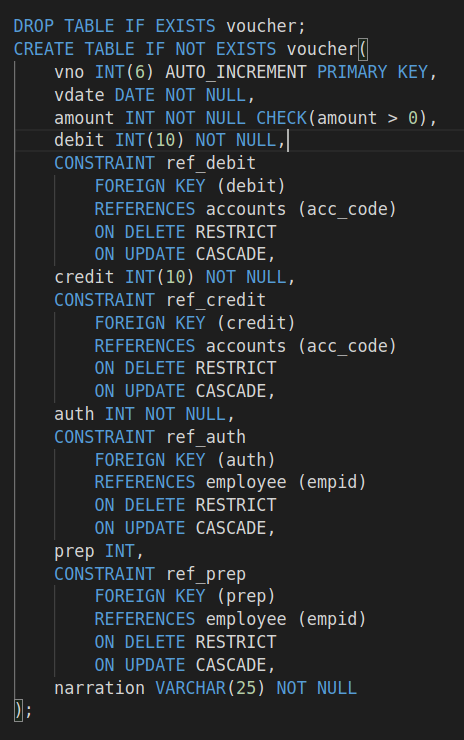 DROP TABLE IF EXISTS voucher;
CREATE TABLE IF NOT EXISTS voucher(
    vno INT(6) AUTO_INCREMENT PRIMARY KEY,
    vdate DATE NOT NULL,
    amount INT NOT NULL CHECK(amount > 0),
    debit INT(10) NOT NULL,
    CONSTRAINT ref_debit
        FOREIGN KEY (debit)
        REFERENCES accounts (acc_code)
        ON DELETE RESTRICT
        ON UPDATE CASCADE,
    credit INT(10) NOT NULL,
    CONSTRAINT ref_credit
        FOREIGN KEY (credit)
        REFERENCES accounts (acc_code)
        ON DELETE RESTRICT
        ON UPDATE CASCADE,
    auth INT NOT NULL,
    CONSTRAINT ref_auth
        FOREIGN KEY (auth)
        REFERENCES employee (empid)
        ON DELETE RESTRICT
        ON UPDATE CASCADE,
    prep INT,
    CONSTRAINT ref_prep
        FOREIGN KEY (prep)
        REFERENCES employee (empid)
        ON DELETE RESTRICT
        ON UPDATE CASCADE,
    narration VARCHAR(25) NOT NULL
);